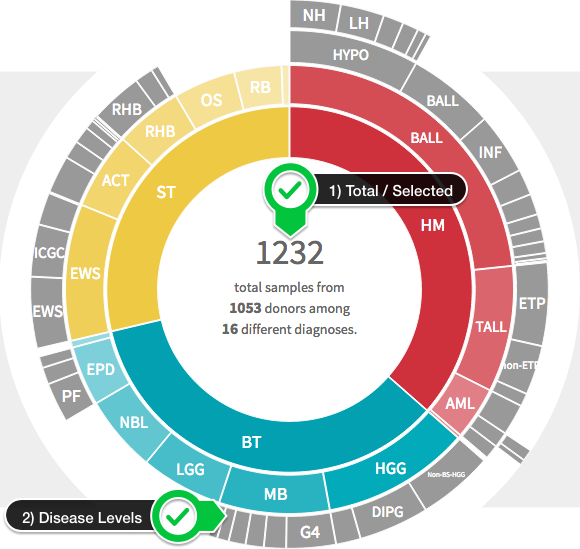 NH
LH
HYPO
BALL
BALL
INF
RB
OS
RHB
RHB
ACT
ST
1) Total / Selected
HM
1232
total samples from
1053 donors among
16 different diagnoses.
ICGC
EWS
EWS
ETP
TALL
non-ETP
AML
EPD
PF
NBL
BT
LGG
MB
HGG
Non-BS-HGG
DIPG
G4
2) Disease Levels